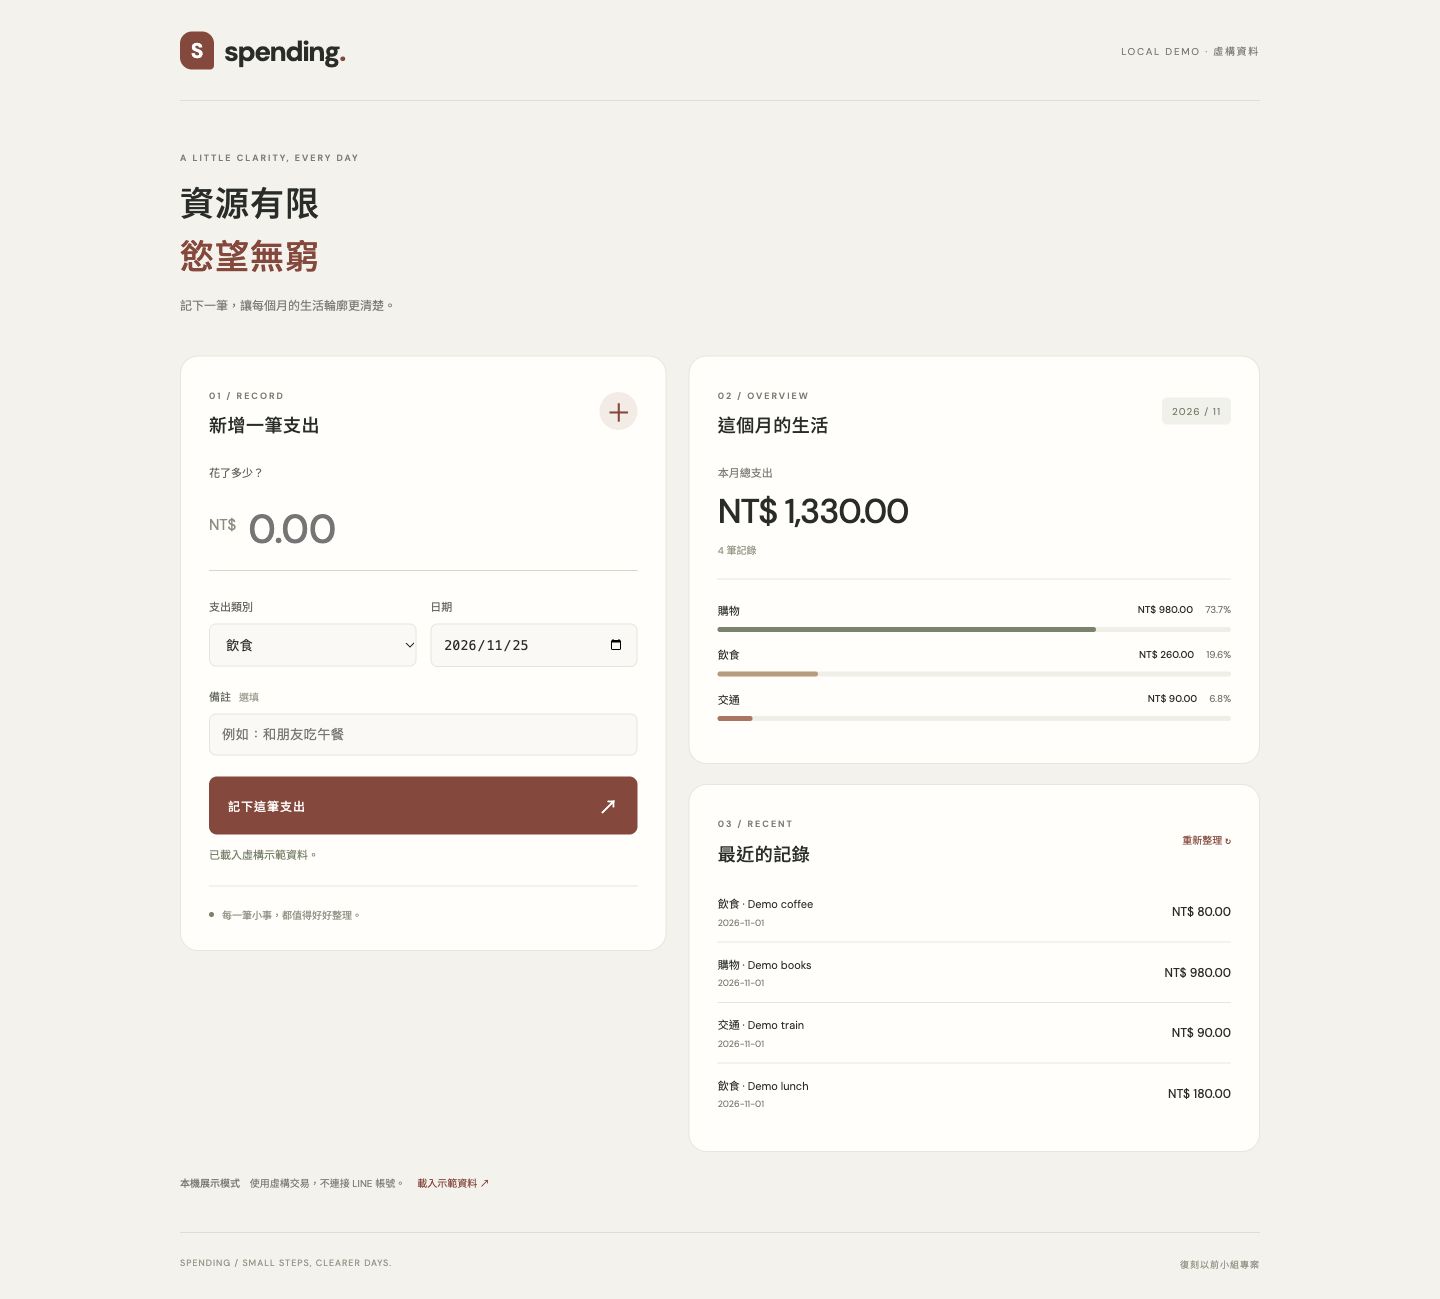 S spending.
LOCAL DEMO · 虛構資料
A LITTLE CLARITY, EVERY DAY
資源有限
慾望無窮
記下一筆，讓每個月的生活輪廓更清楚。
01 / RECORD
新增一筆支出
花了多少？
NT$ 0.00
支出類別
日期
飲食
2026/11/25
備註 選填
例如：和朋友吃午餐
記下這筆支出 ↗
已載入虛構示範資料。
每一筆小事，都值得好好整理。
02 / OVERVIEW
這個月的生活
2026 / 11
本月總支出
NT$ 1,330.00
4 筆記錄
購物 NT$ 980.00 73.7%
飲食 NT$ 260.00 19.6%
交通 NT$ 90.00 6.8%
03 / RECENT
最近的記錄
重新整理 ↻
飲食 · Demo coffee
2026-11-01
NT$ 80.00
購物 · Demo books
2026-11-01
NT$ 980.00
交通 · Demo train
2026-11-01
NT$ 90.00
飲食 · Demo lunch
2026-11-01
NT$ 180.00
本機展示模式 使用虛構交易，不連接 LINE 帳號。 載入示範資料 ↗
SPENDING / SMALL STEPS, CLEARER DAYS.
復刻以前小組專案